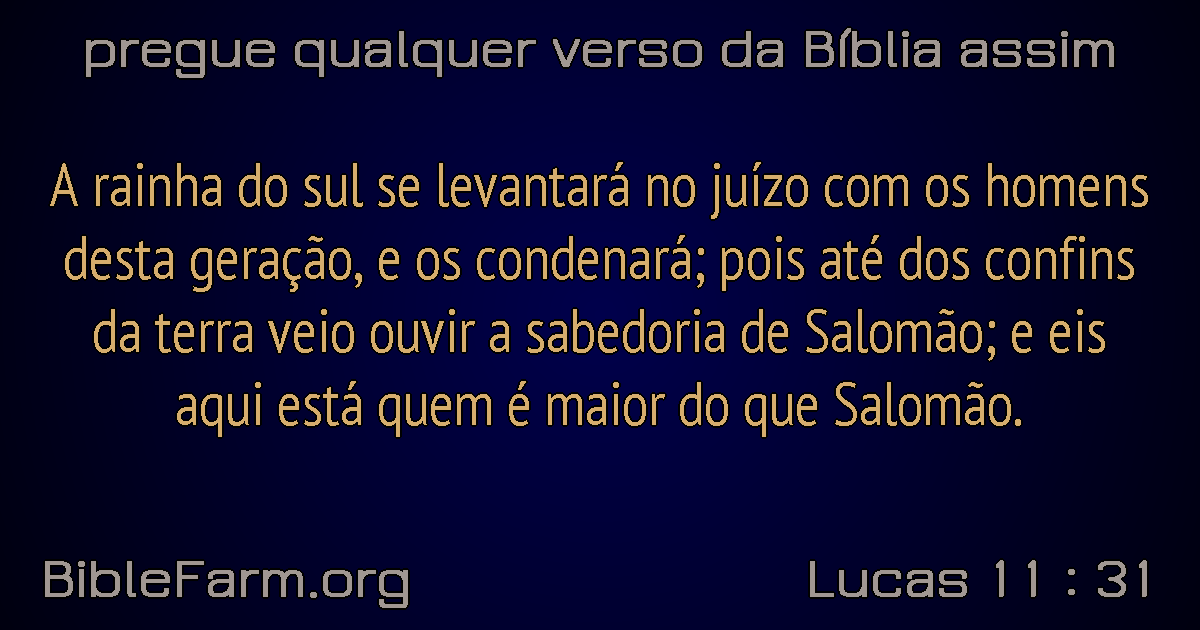 pregue qualquer verso da Bíblia assim
A rainha do sul se levantará no juízo com os homens
desta geração, e os condenará; pois até dos confins
da terra veio ouvir a sabedoria de Salomão; e eis
aqui está quem é maior do que Salomão.
BibleFarm.org
Lucas 11 : 31